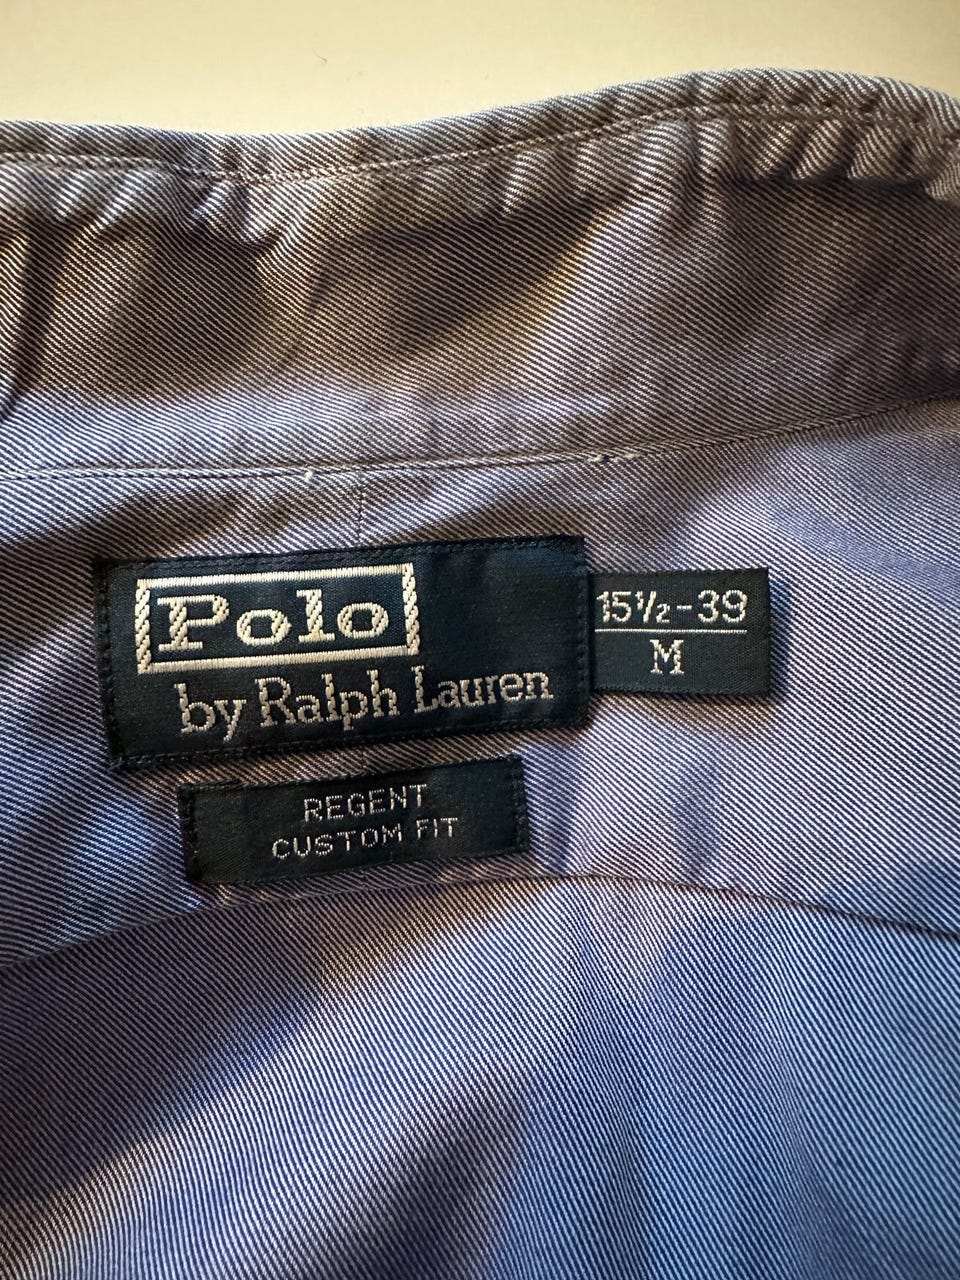 Polo
by Ralph Lauren
15½-39
M
REGENT
CUSTOM FIT